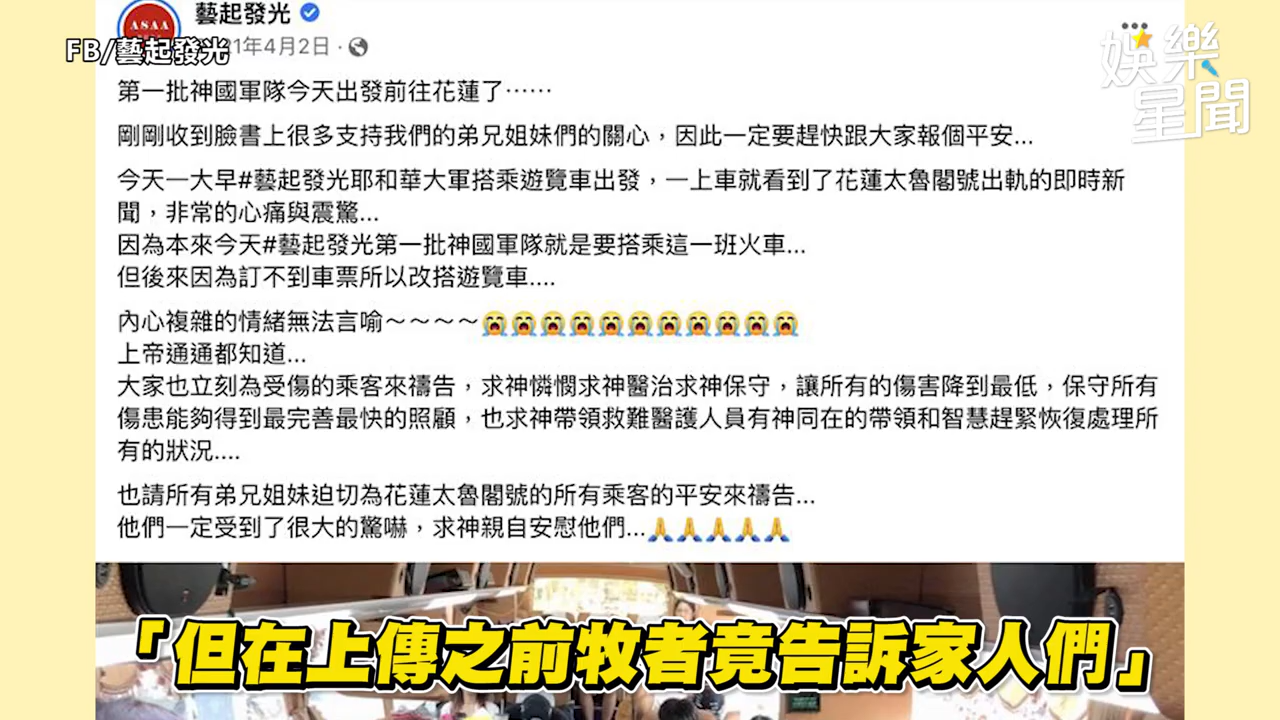 ASAA
藝起發光
FB/藝起發光
21年4月2日
娛樂
星聞
第一批神國軍隊今天出發前往花蓮了……
剛剛收到臉書上很多支持我們的弟兄姐妹們的關心，因此一定要趕快跟大家報個平安...
今天一大早#藝起發光耶和華大軍搭乘遊覽車出發，一上車就看到了花蓮太魯閣號出軌的即時新
聞，非常的心痛與震驚...
因為本來今天#藝起發光第一批神國軍隊就是要搭乘這一班火車...
但後來因為訂不到車票所以改搭遊覽車....
內心複雜的情緒無法言喻～～～～😭😭😭😭😭😭😭😭😭😭😭
上帝通通都知道...
大家也立刻為受傷的乘客來禱告，求神憐憫求神醫治求神保守，讓所有的傷害降到最低，保守所有
傷患能夠得到最完善最快的照顧，也求神帶領救難醫護人員有神同在的帶領和智慧趕緊恢復處理所
有的狀況....
也請所有弟兄姐妹迫切為花蓮太魯閣號的所有乘客的平安來禱告...
他們一定受到了很大的驚嚇，求神親自安慰他們...🙏🙏🙏🙏🙏
「但在上傳之前牧者竟告訴家人們」